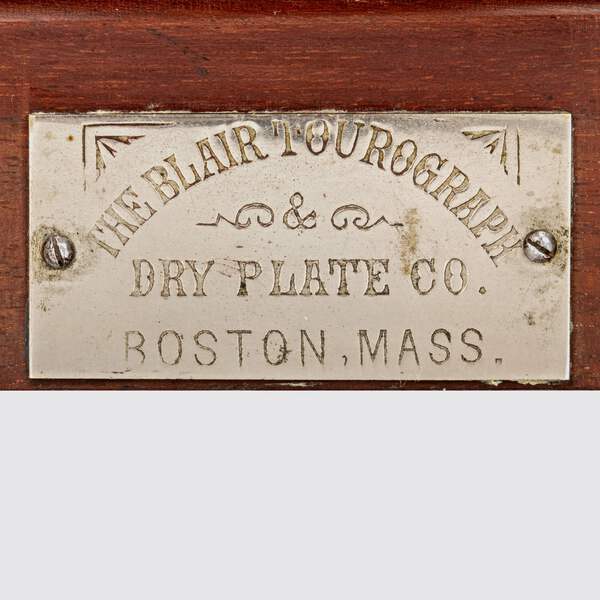 THE BLAIR TOUROGRAPH
&
DRY PLATE CO.
BOSTON, MASS.